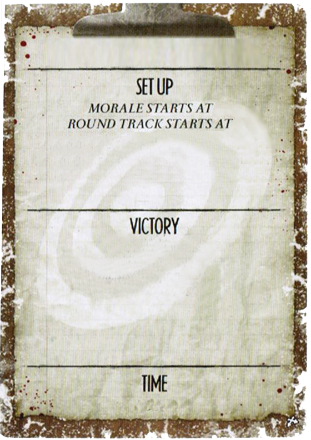 SET UP
MORALE STARTS AT
ROUND TRACK STARTS AT
VICTORY
TIME